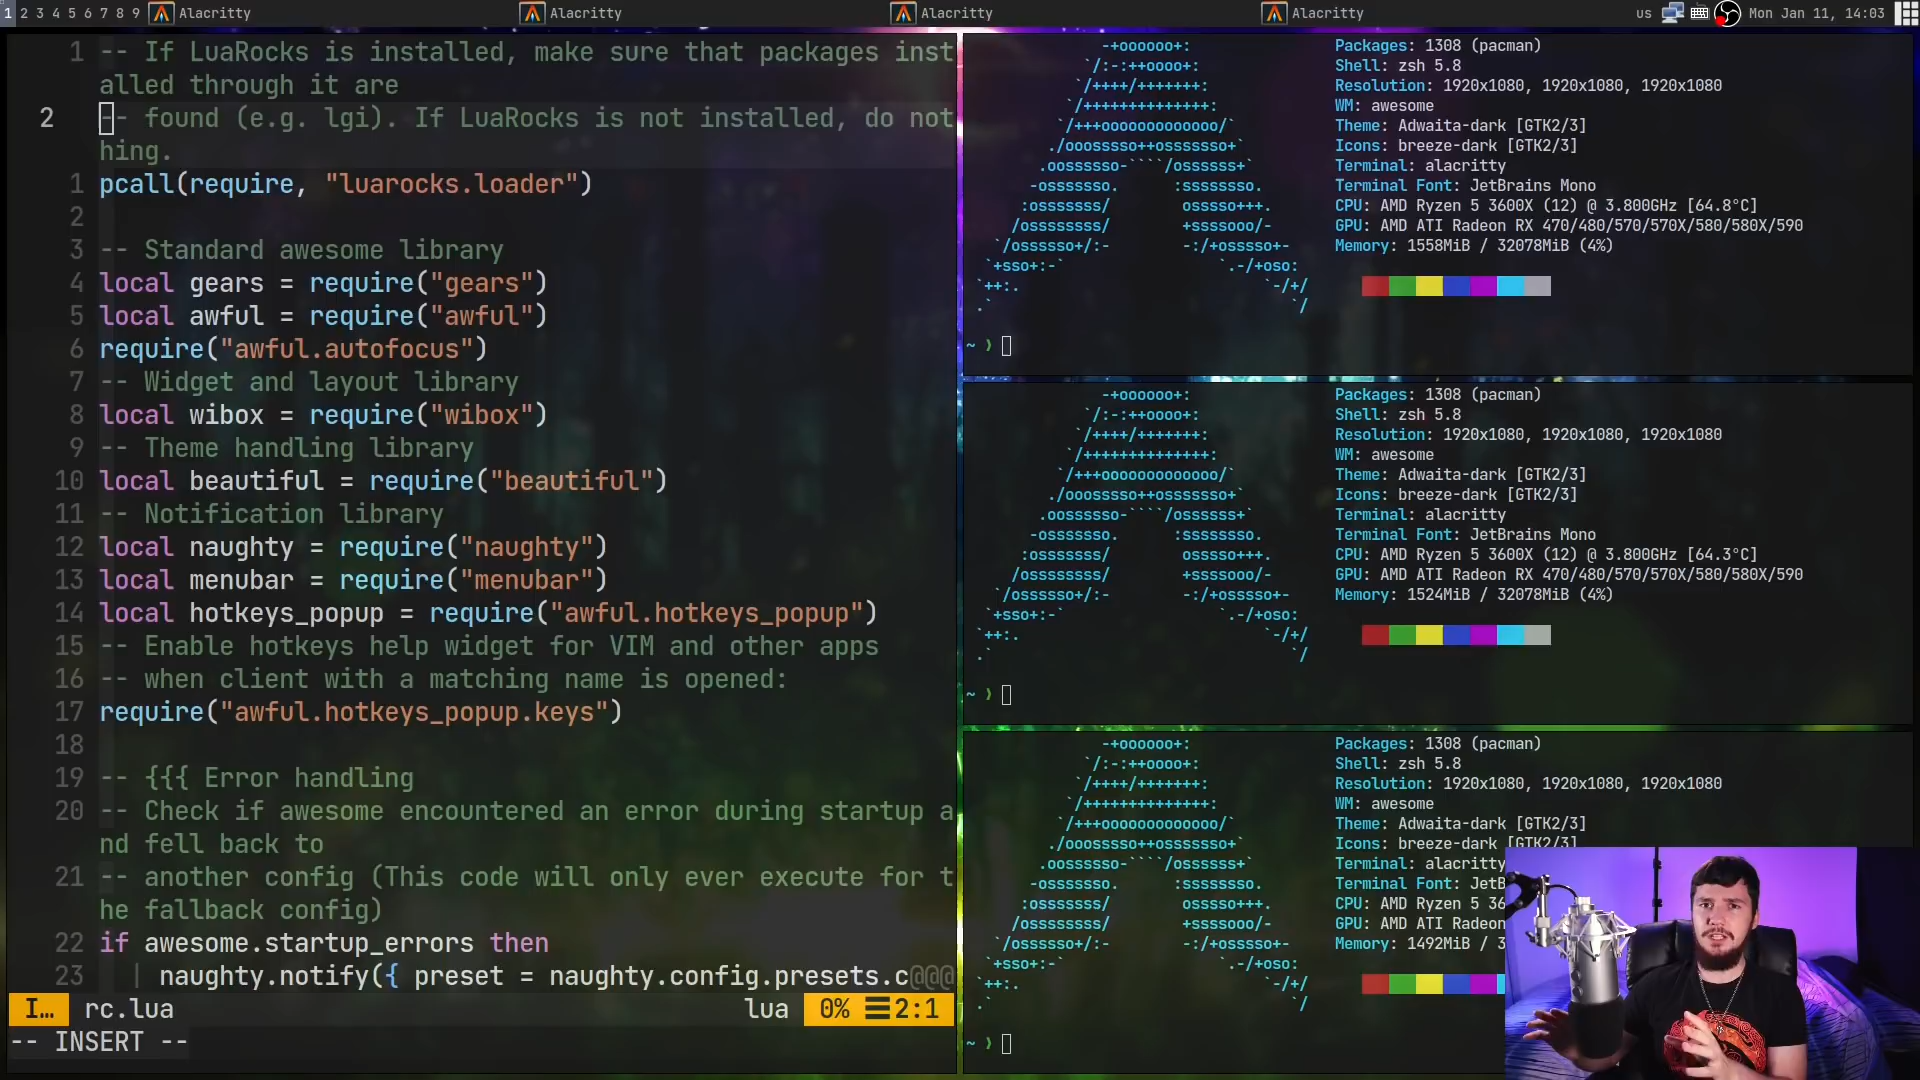 1 2 3 4 5 6 7 8 9 Alacritty Alacritty Alacritty Alacritty us Mon Jan 11, 14:03
1 -- If LuaRocks is installed, make sure that packages inst
alled through it are
2 -- found (e.g. lgi). If LuaRocks is not installed, do not
hing.
1 pcall(require, "luarocks.loader")
2
3 -- Standard awesome library
4 local gears = require("gears")
5 local awful = require("awful")
6 require("awful.autofocus")
7 -- Widget and layout library
8 local wibox = require("wibox")
9 -- Theme handling library
10 local beautiful = require("beautiful")
11 -- Notification library
12 local naughty = require("naughty")
13 local menubar = require("menubar")
14 local hotkeys_popup = require("awful.hotkeys_popup")
15 -- Enable hotkeys help widget for VIM and other apps
16 -- when client with a matching name is opened:
17 require("awful.hotkeys_popup.keys")
18
19 -- {{{ Error handling
20 -- Check if awesome encountered an error during startup a
nd fell back to
21 -- another config (This code will only ever execute for t
he fallback config)
22 if awesome.startup_errors then
23 | naughty.notify({ preset = naughty.config.presets.c@@@
I... rc.lua lua 0% ☰2:1
-- INSERT --
Packages: 1308 (pacman)
Shell: zsh 5.8
Resolution: 1920x1080, 1920x1080, 1920x1080
WM: awesome
Theme: Adwaita-dark [GTK2/3]
Icons: breeze-dark [GTK2/3]
Terminal: alacritty
Terminal Font: JetBrains Mono
CPU: AMD Ryzen 5 3600X (12) @ 3.800GHz [64.8°C]
GPU: AMD ATI Radeon RX 470/480/570/570X/580/580X/590
Memory: 1558MiB / 32078MiB (4%)
~ ❯
Packages: 1308 (pacman)
Shell: zsh 5.8
Resolution: 1920x1080, 1920x1080, 1920x1080
WM: awesome
Theme: Adwaita-dark [GTK2/3]
Icons: breeze-dark [GTK2/3]
Terminal: alacritty
Terminal Font: JetBrains Mono
CPU: AMD Ryzen 5 3600X (12) @ 3.800GHz [64.3°C]
GPU: AMD ATI Radeon RX 470/480/570/570X/580/580X/590
Memory: 1524MiB / 32078MiB (4%)
~ ❯
Packages: 1308 (pacman)
Shell: zsh 5.8
Resolution: 1920x1080, 1920x1080, 1920x1080
WM: awesome
Theme: Adwaita-dark [GTK2/3]
Icons: breeze-dark [GTK2/3]
Terminal: alacritty
Terminal Font: JetB
CPU: AMD Ryzen 5 36
GPU: AMD ATI Radeon
Memory: 1492MiB / 3
~ ❯